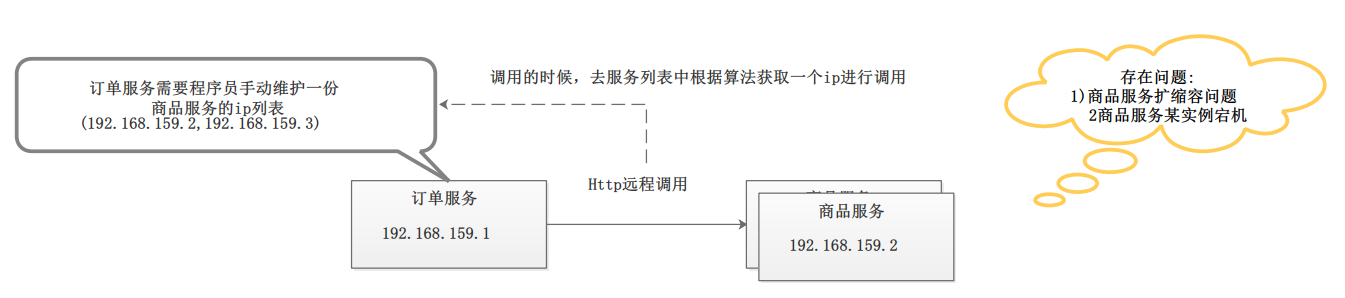 订单服务需要程序员手动维护一份
商品服务的ip列表
(192.168.159.2,192.168.159.3)
调用的时候，去服务列表中根据算法获取一个ip进行调用
存在问题:
1)商品服务扩缩容问题
2商品服务某实例宕机
Http远程调用
订单服务
192.168.159.1
商品服务
192.168.159.2